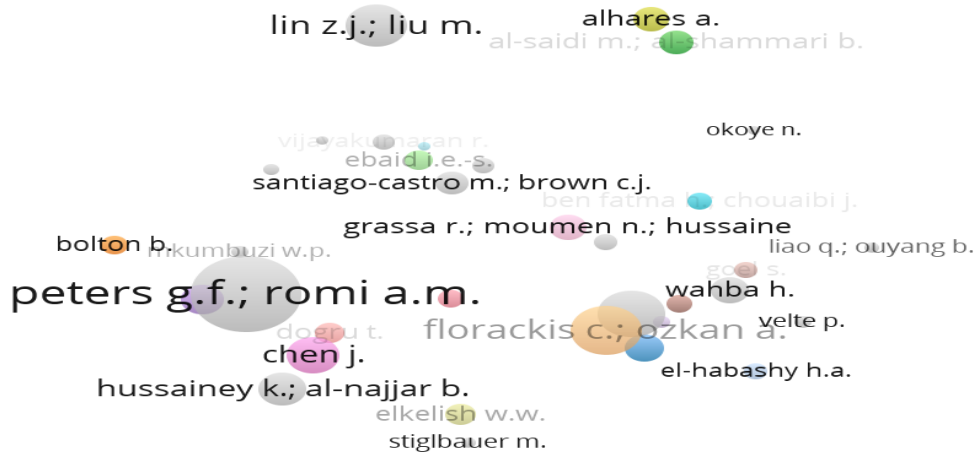 lin z.j.; liu m.
alhares a.
al-saidi m.; al-shammari b.
okoye n.
vijayakumaran r.
ebaid i.e.-s.
santiago-castro m.; brown c.j.
ben fatma h.; chouaibi j.
grassa r.; moumen n.; hussaine
bolton b.
mkumbuzi w.p.
liao q.; ouyang b.
goel s.
peters g.f.; romi a.m.
wahba h.
velte p.
dogru t.
florackis c.; ozkan a.
chen j.
el-habashy h.a.
hussainey k.; al-najjar b.
elkelish w.w.
stiglbauer m.